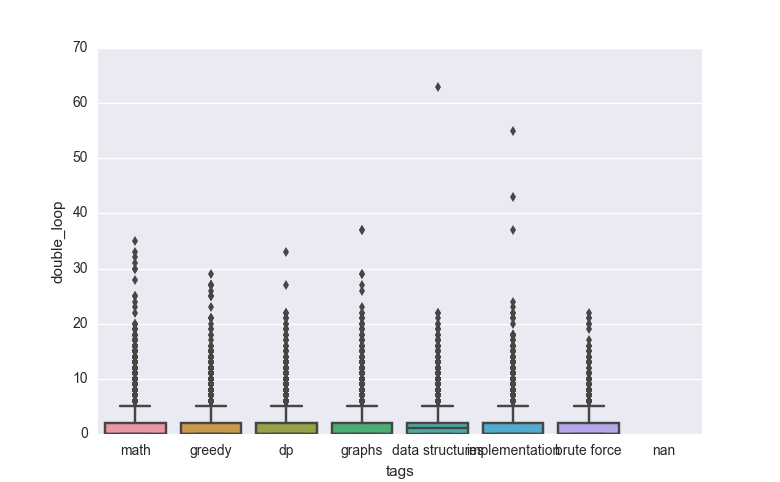 70
60
50
40
30
20
10
0
double_loop
math greedy dp graphs data structures implementation brute force nan
tags